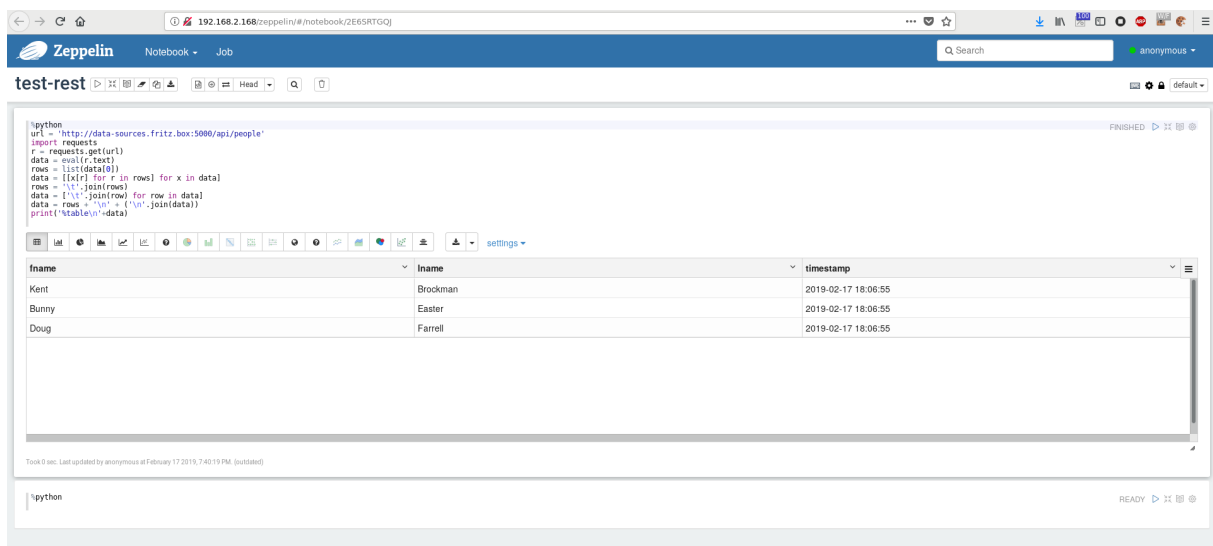 192.168.2.168/zeppelin/#/notebook/2E6SRTGQJ
100
ABP
Zeppelin Notebook Job Search anonymous
test-rest Head default
%python FINISHED
url = 'http://data-sources.fritz.box:5000/api/people'
import requests
r = requests.get(url)
data = eval(r.text)
rows = list(data[0])
data = [[x[r] for r in rows] for x in data]
rows = '\t'.join(rows)
data = ['\t'.join(row) for row in data]
data = rows + '\n' + ('\n'.join(data))
print('%table\n'+data)
settings
fname lname timestamp
Kent Brockman 2019-02-17 18:06:55
Bunny Easter 2019-02-17 18:06:55
Doug Farrell 2019-02-17 18:06:55
Took 0 sec. Last updated by anonymous at February 17 2019, 7:40:19 PM. (outdated)
%python READY